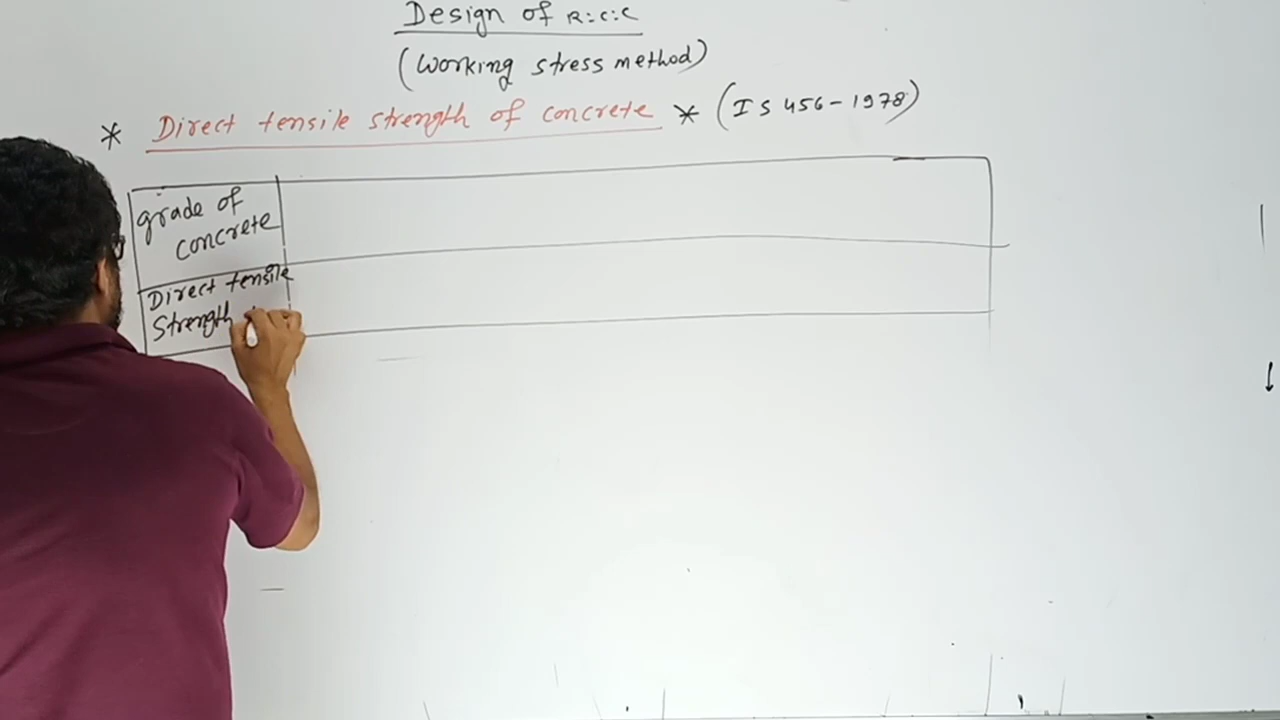 Design of R.C.C
(Working stress method)
* Direct tensile strength of concrete * (IS 456-1978)
grade of
concrete
Direct tensile
Strength